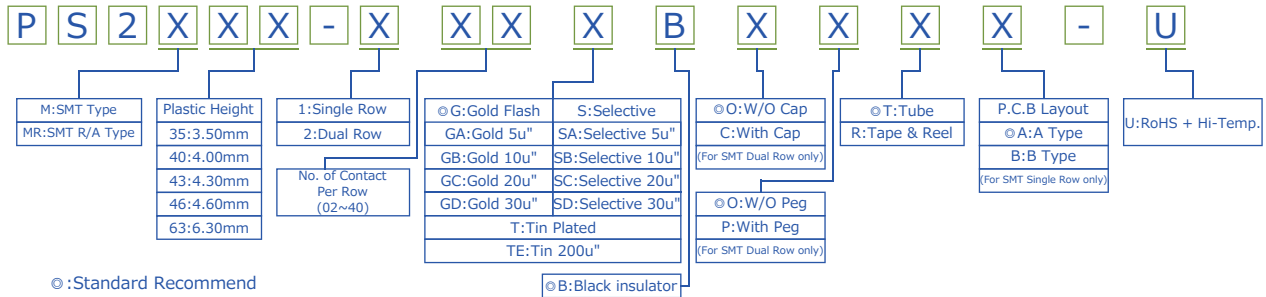 P S 2 X X X - X X X X B X X X X - U
M:SMT Type
MR:SMT R/A Type
Plastic Height
35:3.50mm
40:4.00mm
43:4.30mm
46:4.60mm
63:6.30mm
1:Single Row
2:Dual Row
No. of Contact
Per Row
(02~40)
◎G:Gold Flash S:Selective
GA:Gold 5u" SA:Selective 5u"
GB:Gold 10u" SB:Selective 10u"
GC:Gold 20u" SC:Selective 20u"
GD:Gold 30u" SD:Selective 30u"
T:Tin Plated
TE:Tin 200u"
◎B:Black insulator
◎O:W/O Cap
C:With Cap
(For SMT Dual Row only)
◎O:W/O Peg
P:With Peg
(For SMT Dual Row only)
◎T:Tube
R:Tape & Reel
P.C.B Layout
◎A:A Type
B:B Type
(For SMT Single Row only)
U:RoHS + Hi-Temp.
◎:Standard Recommend